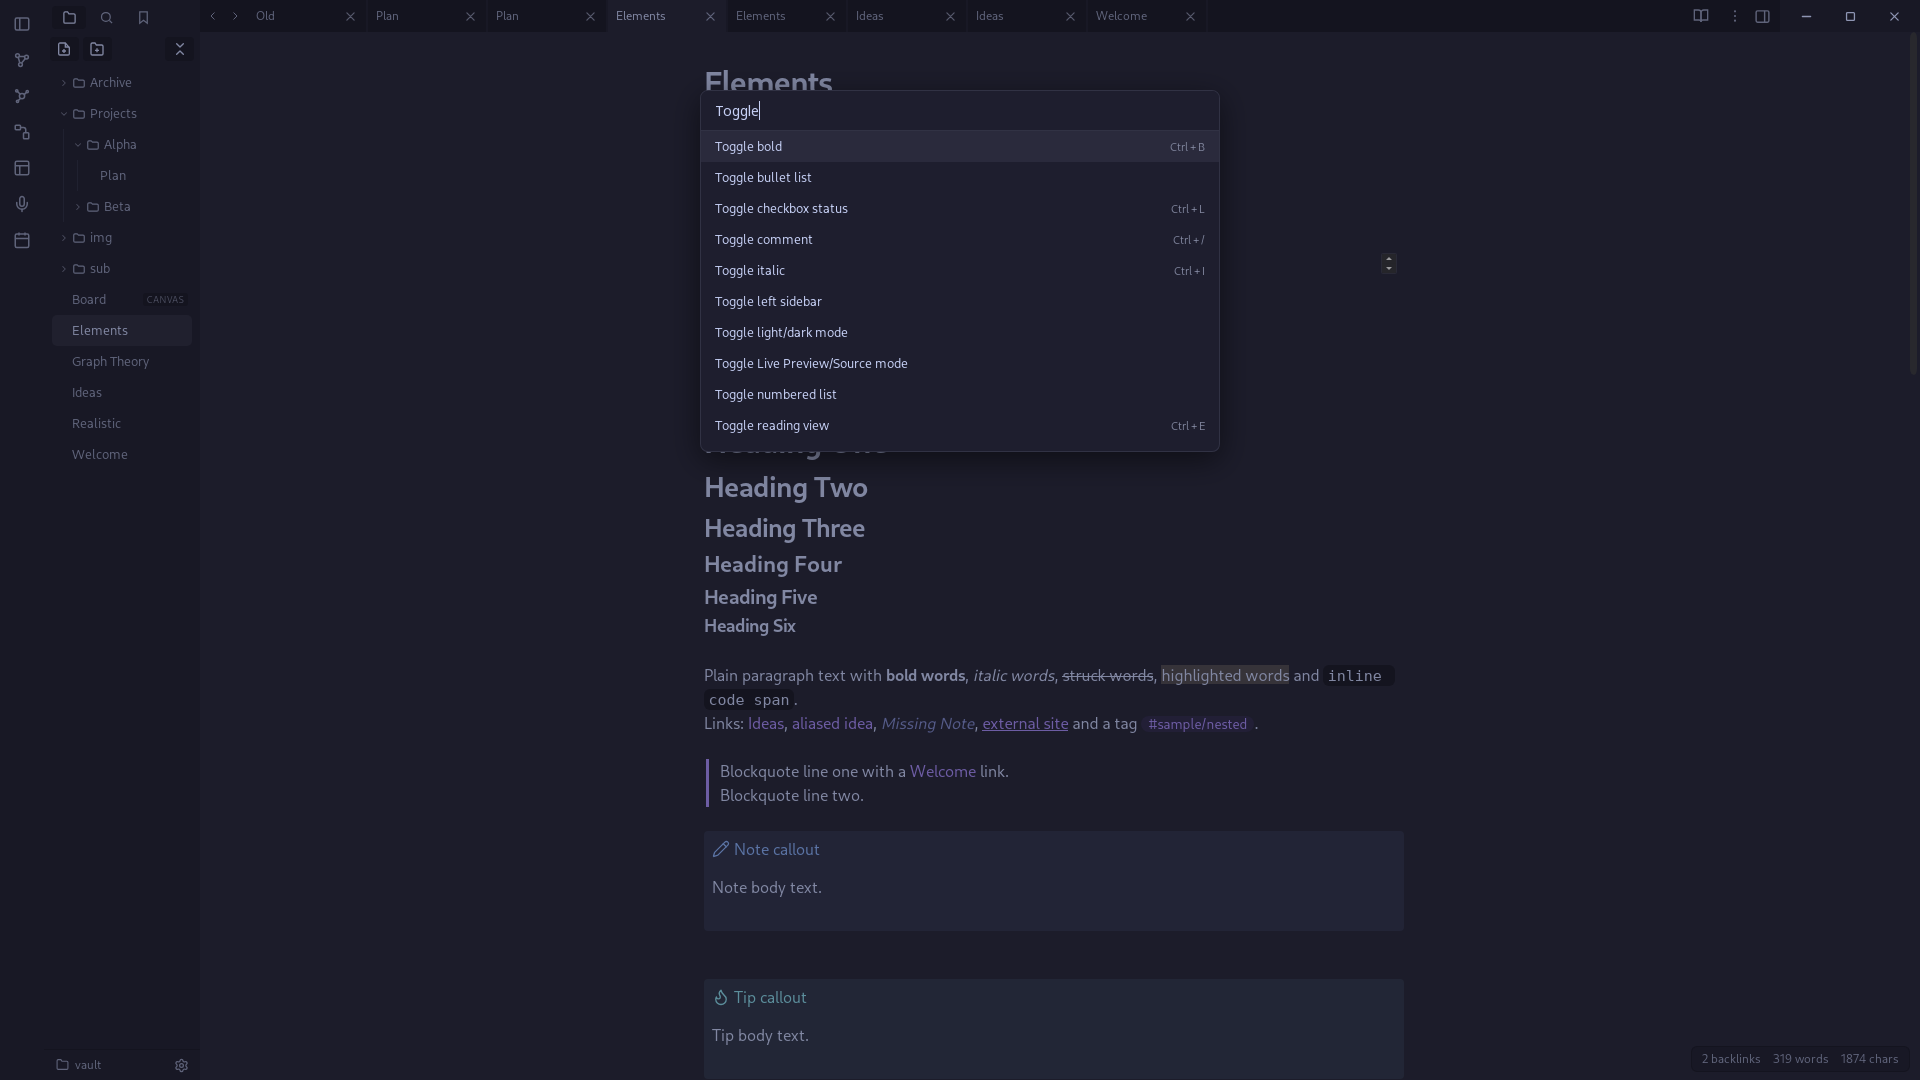 Old
Plan
Plan
Elements
Elements
Ideas
Ideas
Welcome
Archive
Projects
Alpha
Plan
Beta
img
sub
Board CANVAS
Elements
Graph Theory
Ideas
Realistic
Welcome
vault
Elements
Toggle
Toggle bold Ctrl+B
Toggle bullet list
Toggle checkbox status Ctrl+L
Toggle comment Ctrl+/
Toggle italic Ctrl+I
Toggle left sidebar
Toggle light/dark mode
Toggle Live Preview/Source mode
Toggle numbered list
Toggle reading view Ctrl+E
Heading Two
Heading Three
Heading Four
Heading Five
Heading Six
Plain paragraph text with bold words, italic words, struck words, highlighted words and inline
code span.
Links: Ideas, aliased idea, Missing Note, external site and a tag #sample/nested.
Blockquote line one with a Welcome link.
Blockquote line two.
Note callout
Note body text.
Tip callout
Tip body text.
2 backlinks 319 words 1874 chars